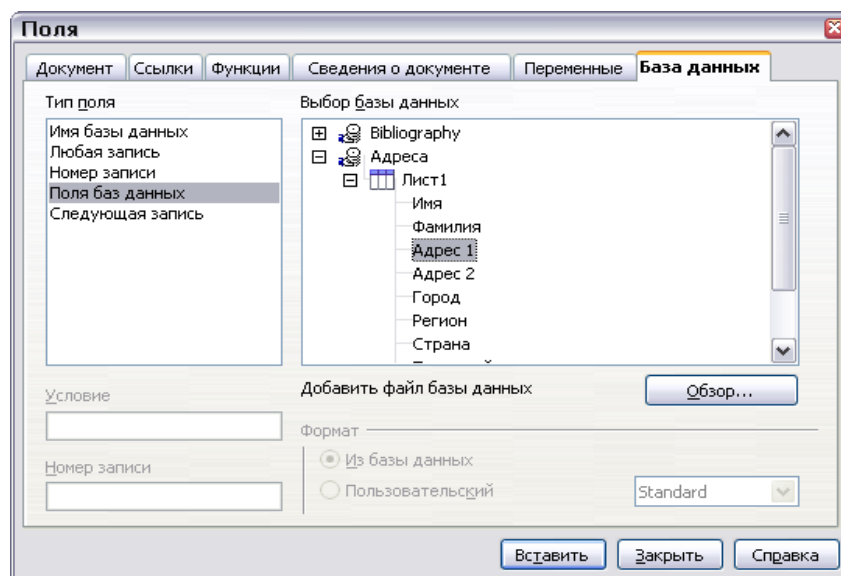 Поля
Документ Ссылки Функции Сведения о документе Переменные База данных
Тип поля
Имя базы данных
Любая запись
Номер записи
Поля баз данных
Следующая запись
Выбор базы данных
Bibliography
Адреса
Лист1
Имя
Фамилия
Адрес 1
Адрес 2
Город
Регион
Страна
Условие
Номер записи
Добавить файл базы данных Обзор...
Формат
Из базы данных
Пользовательский Standard
Вставить Закрыть Справка